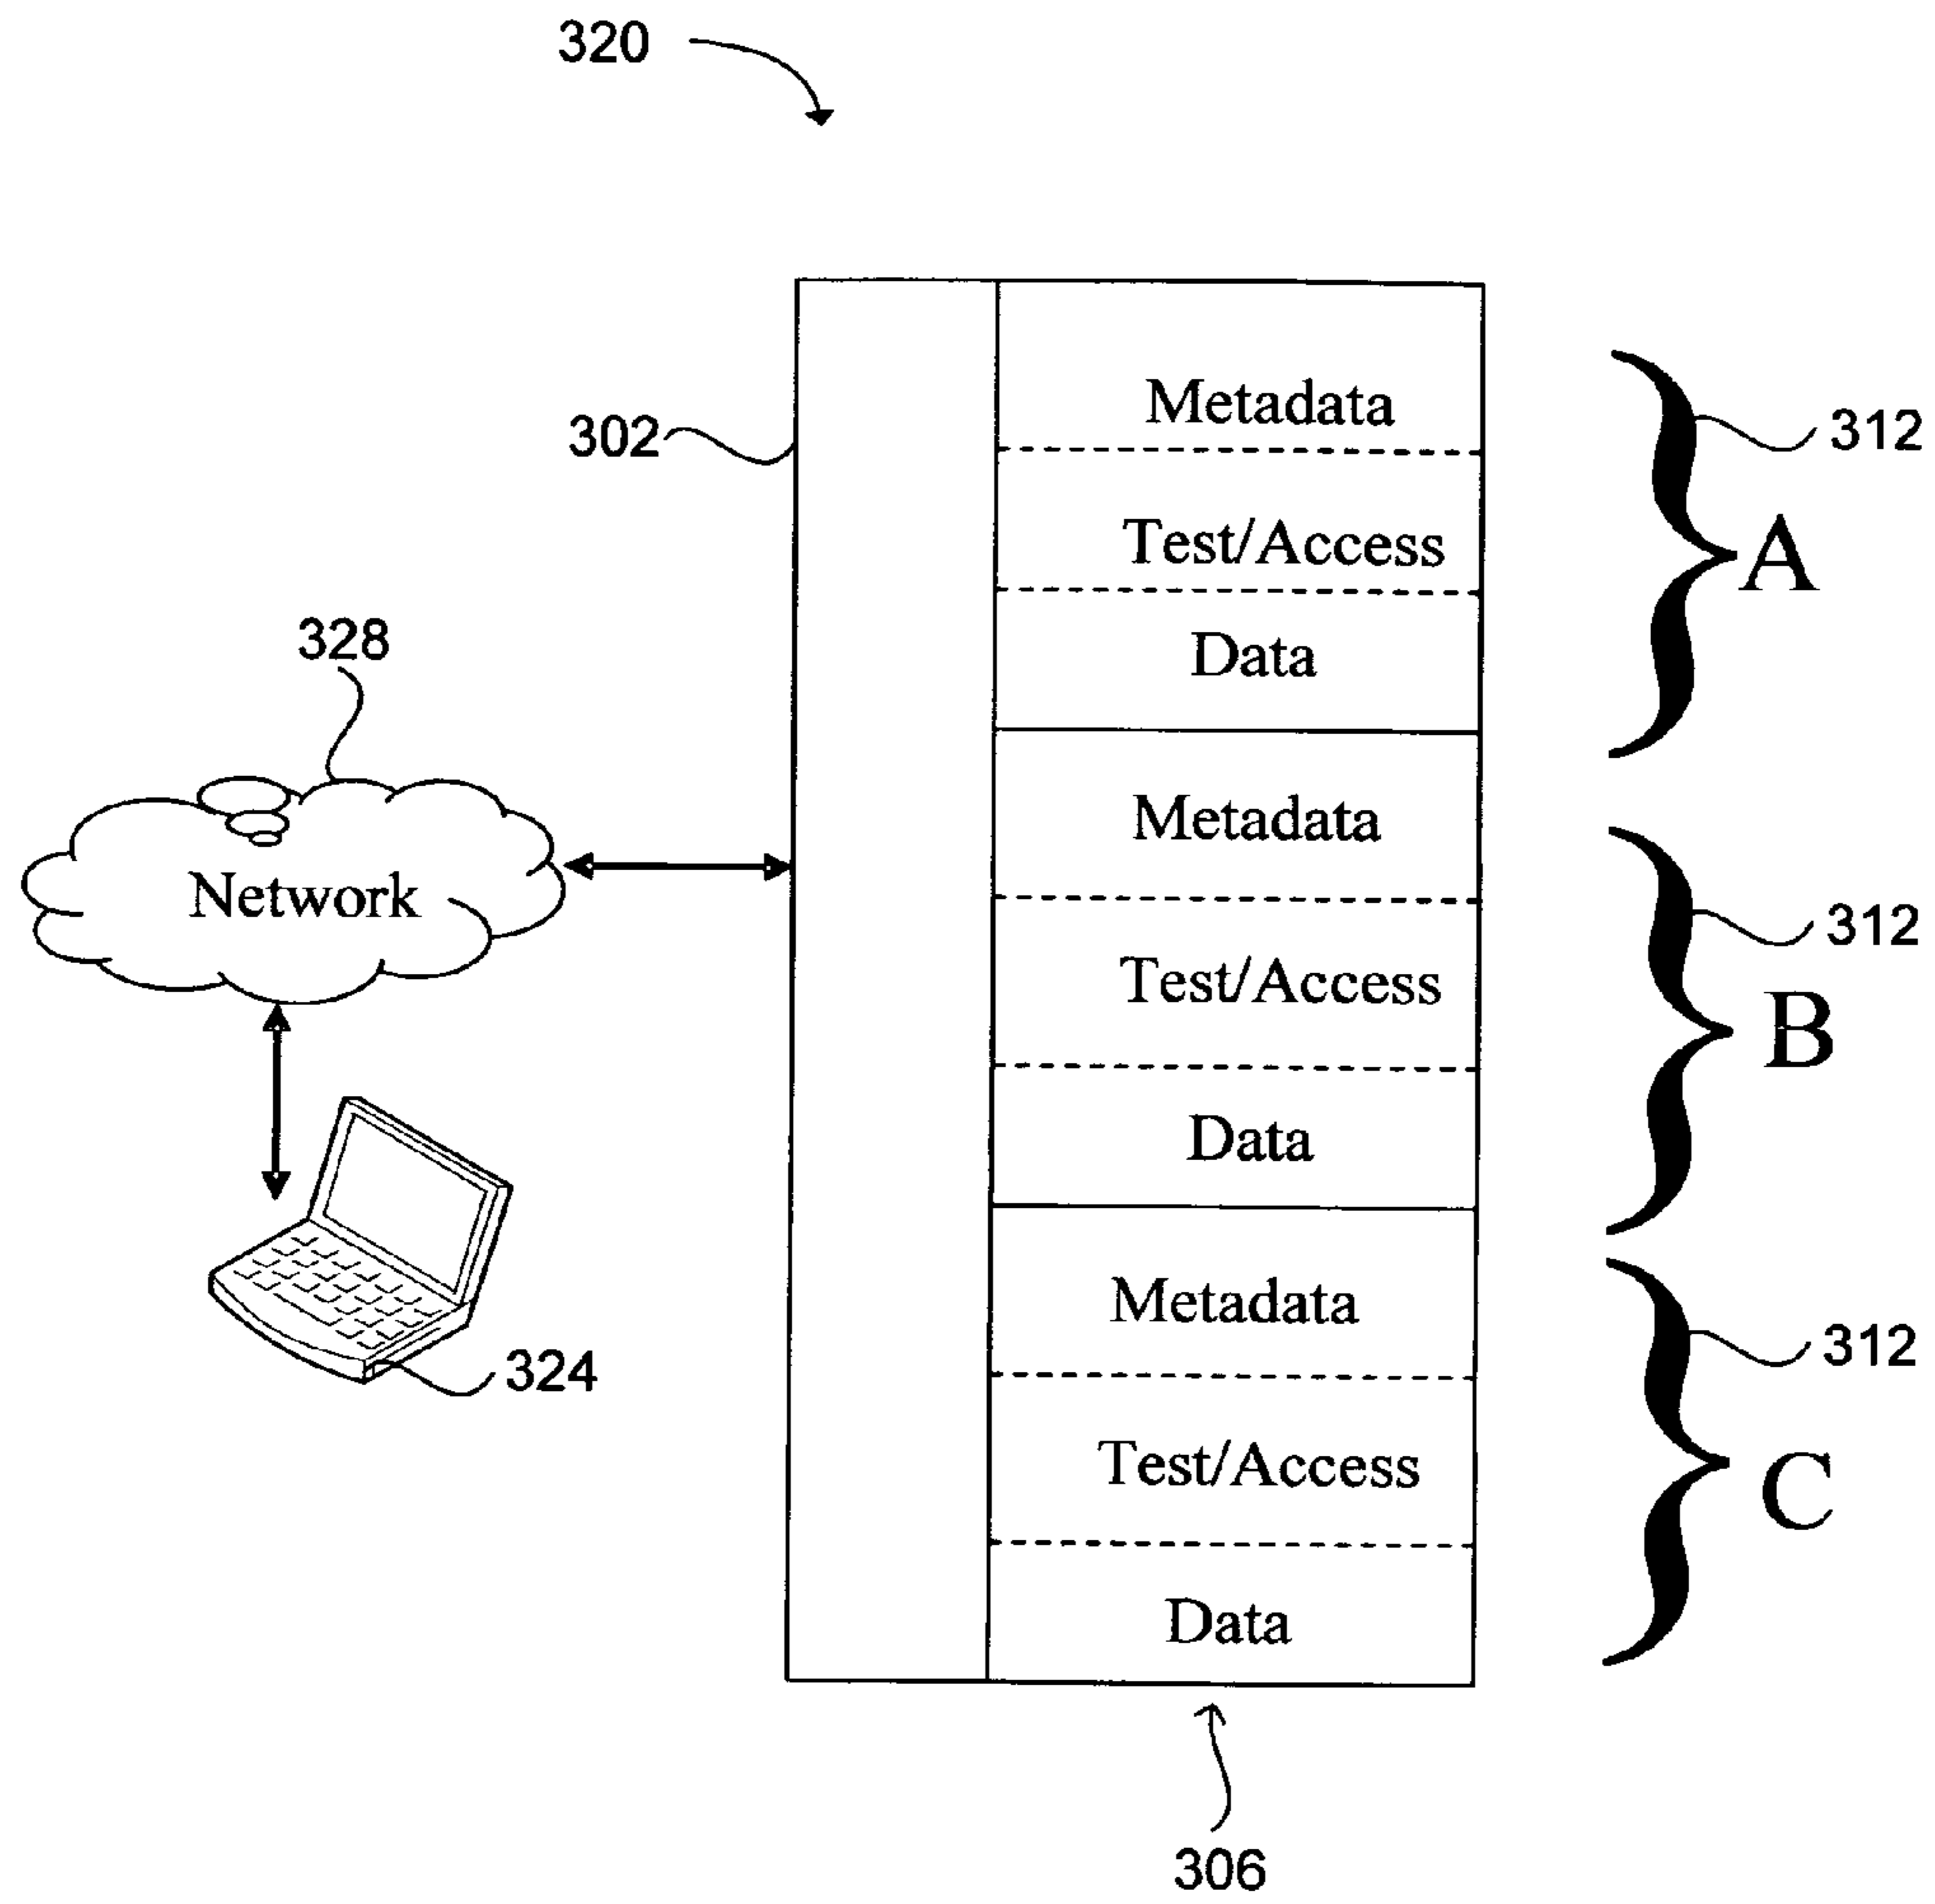 320
302
Metadata
312
Test/Access
A
Data
328
Metadata
Network
312
Test/Access
B
Data
Metadata
312
324
Test/Access
C
Data
306